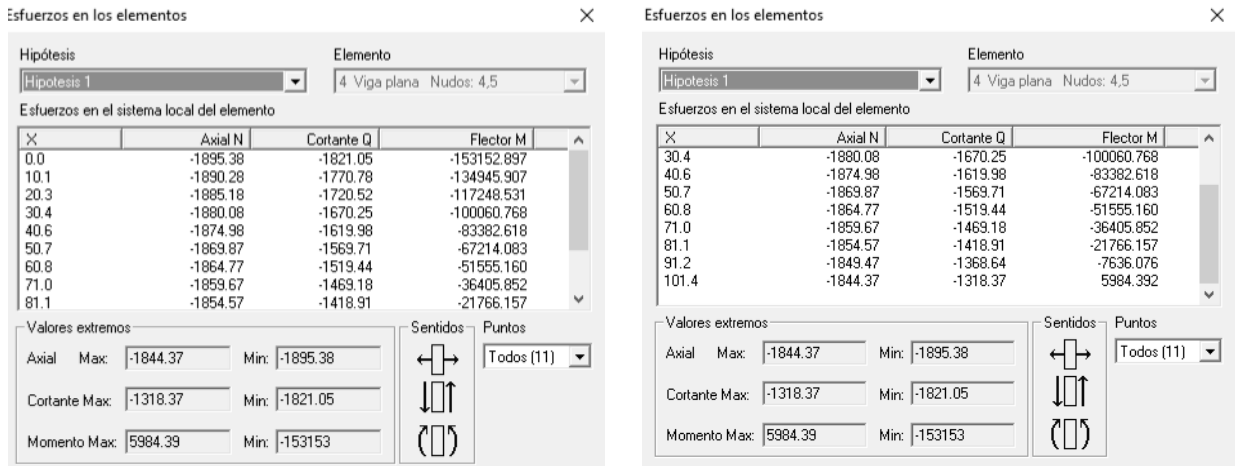 Esfuerzos en los elementos
Hipótesis Elemento
Hipotesis 1 4 Viga plana Nudos: 4,5
Esfuerzos en el sistema local del elemento
X Axial N Cortante Q Flector M
0.0 -1895.38 -1821.05 -153152.897
10.1 -1890.28 -1770.78 -134945.907
20.3 -1885.18 -1720.52 -117248.531
30.4 -1880.08 -1670.25 -100060.768
40.6 -1874.98 -1619.98 -83382.618
50.7 -1869.87 -1569.71 -67214.083
60.8 -1864.77 -1519.44 -51555.160
71.0 -1859.67 -1469.18 -36405.852
81.1 -1854.57 -1418.91 -21766.157
Valores extremos Sentidos Puntos
Axial Max: -1844.37 Min: -1895.38 Todos (11)
Cortante Max: -1318.37 Min: -1821.05
Momento Max: 5984.39 Min: -153153
Esfuerzos en los elementos
Hipótesis Elemento
Hipotesis 1 4 Viga plana Nudos: 4,5
Esfuerzos en el sistema local del elemento
X Axial N Cortante Q Flector M
30.4 -1880.08 -1670.25 -100060.768
40.6 -1874.98 -1619.98 -83382.618
50.7 -1869.87 -1569.71 -67214.083
60.8 -1864.77 -1519.44 -51555.160
71.0 -1859.67 -1469.18 -36405.852
81.1 -1854.57 -1418.91 -21766.157
91.2 -1849.47 -1368.64 -7636.076
101.4 -1844.37 -1318.37 5984.392
Valores extremos Sentidos Puntos
Axial Max: -1844.37 Min: -1895.38 Todos (11)
Cortante Max: -1318.37 Min: -1821.05
Momento Max: 5984.39 Min: -153153